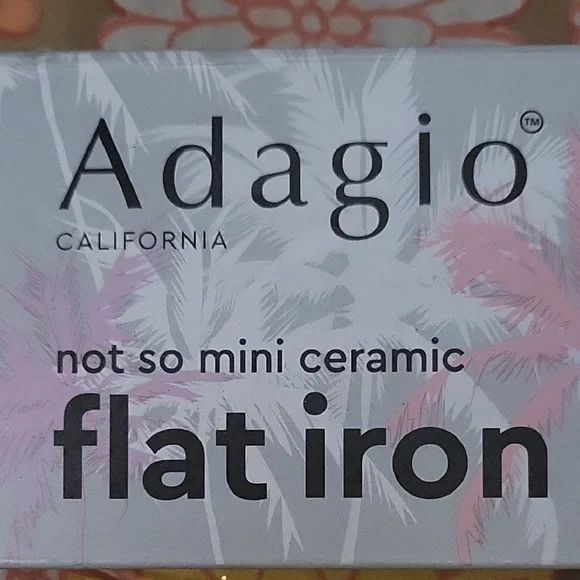 Adagio™
CALIFORNIA
not so mini ceramic
flat iron